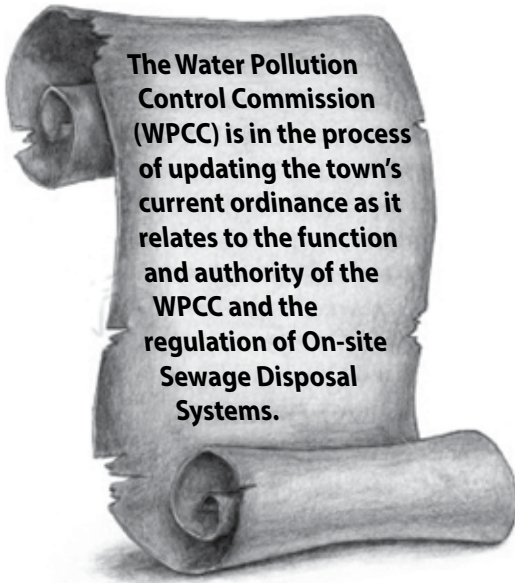 The Water Pollution
Control Commission
(WPCC) is in the process
of updating the town's
current ordinance as it
relates to the function
and authority of the
WPCC and the
regulation of On-site
Sewage Disposal
Systems.